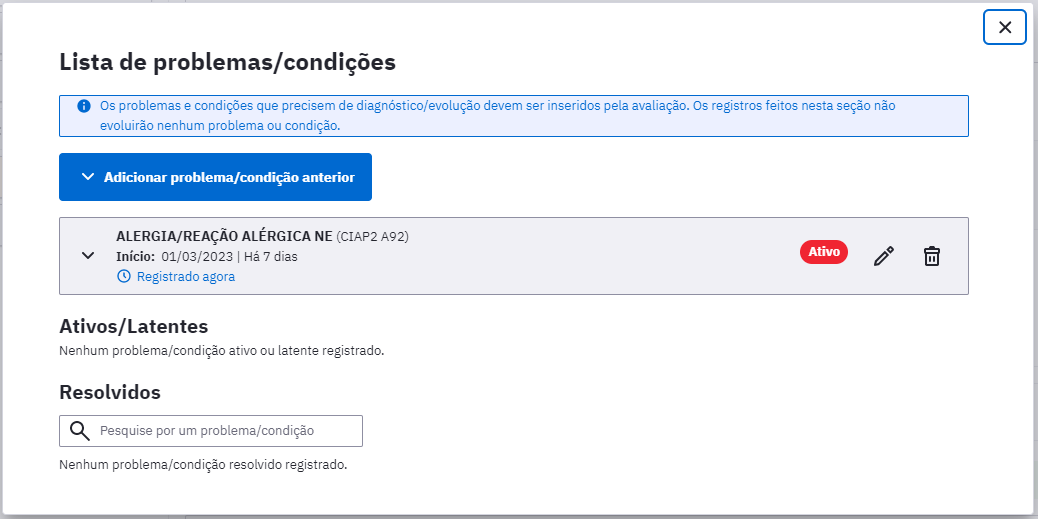 Lista de problemas/condições
Os problemas e condições que precisem de diagnóstico/evolução devem ser inseridos pela avaliação. Os registros feitos nesta seção não
evoluirão nenhum problema ou condição.
Adicionar problema/condição anterior
ALERGIA/REAÇÃO ALÉRGICA NE (CIAP2 A92)
Início: 01/03/2023 | Há 7 dias
Registrado agora
Ativo
Ativos/Latentes
Nenhum problema/condição ativo ou latente registrado.
Resolvidos
Pesquise por um problema/condição
Nenhum problema/condição resolvido registrado.